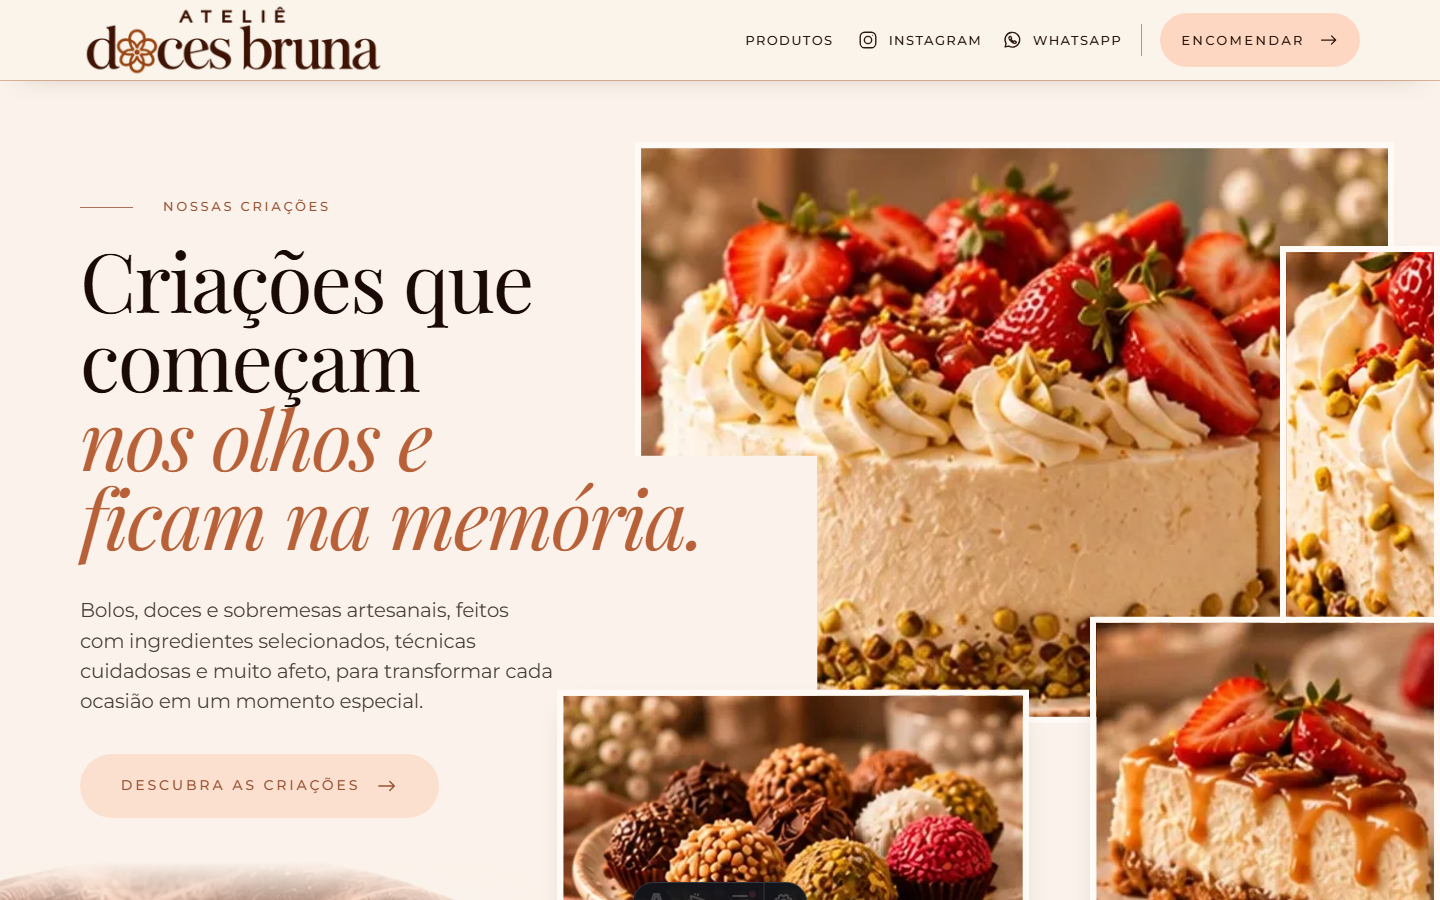 ATELIÊ
doces bruna
PRODUTOS
INSTAGRAM
WHATSAPP
ENCOMENDAR
NOSSAS CRIAÇÕES
Criações que
começam
nos olhos e
ficam na memória.
Bolos, doces e sobremesas artesanais, feitos
com ingredientes selecionados, técnicas
cuidadosas e muito afeto, para transformar cada
ocasião em um momento especial.
DESCUBRA AS CRIAÇÕES